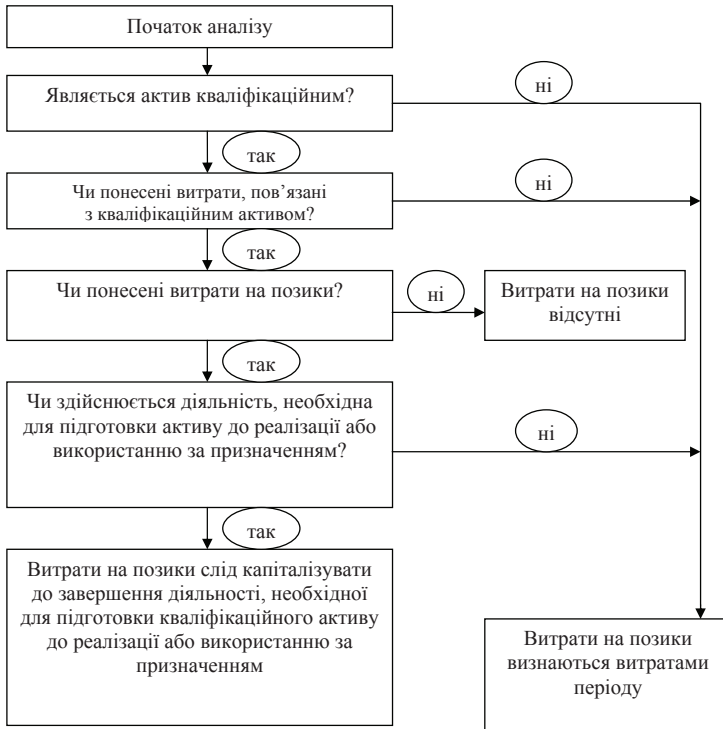 Початок аналізу
Являється актив кваліфікаційним?
ні
так
Чи понесені витрати, пов’язані
з кваліфікаційним активом?
ні
так
Чи понесені витрати на позики?
ні
Витрати на позики
відсутні
так
Чи здійснюється діяльність, необхідна
для підготовки активу до реалізації або
використанню за призначенням?
ні
так
Витрати на позики слід капіталізувати
до завершення діяльності, необхідної
для підготовки кваліфікаційного активу
до реалізації або використанню за
призначенням
Витрати на позики
визнаються витратами
періоду